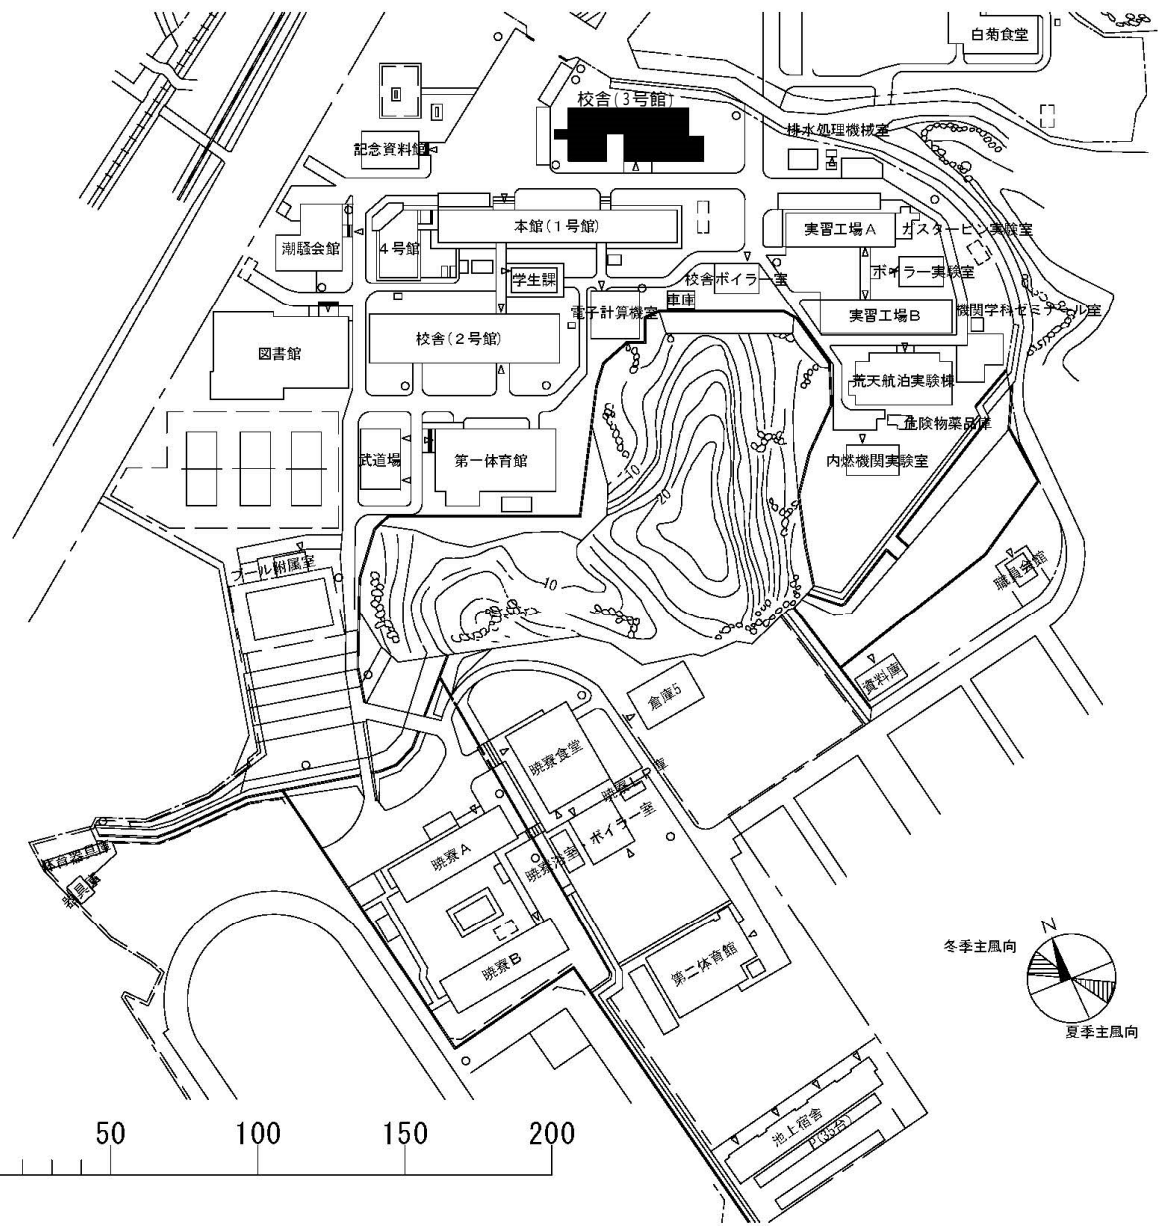 白菊食堂
校舎(3号館)
排水処理機械室
記念資料館
本館(1号館)
実習工場A
ガスタービン実験室
潮騒会館
4号館
学生課
校舎ボイラー室
ボイラー実験室
車庫
電子計算機室
実習工場B
機関学科ゼミナール室
校舎(2号館)
図書館
荒天航泊実験棟
危険物薬品庫
武道場
第一体育館
内燃機関実験室
10
20
プール附属室
10
職員会館
資料庫
倉庫5
暁寮食堂
ボイラー室
暁寮A
暁寮浴室
体育器具庫
器具庫
暁寮B
第二体育館
N
冬季主風向
夏季主風向
池上宿舎
P(35台)
50
100
150
200